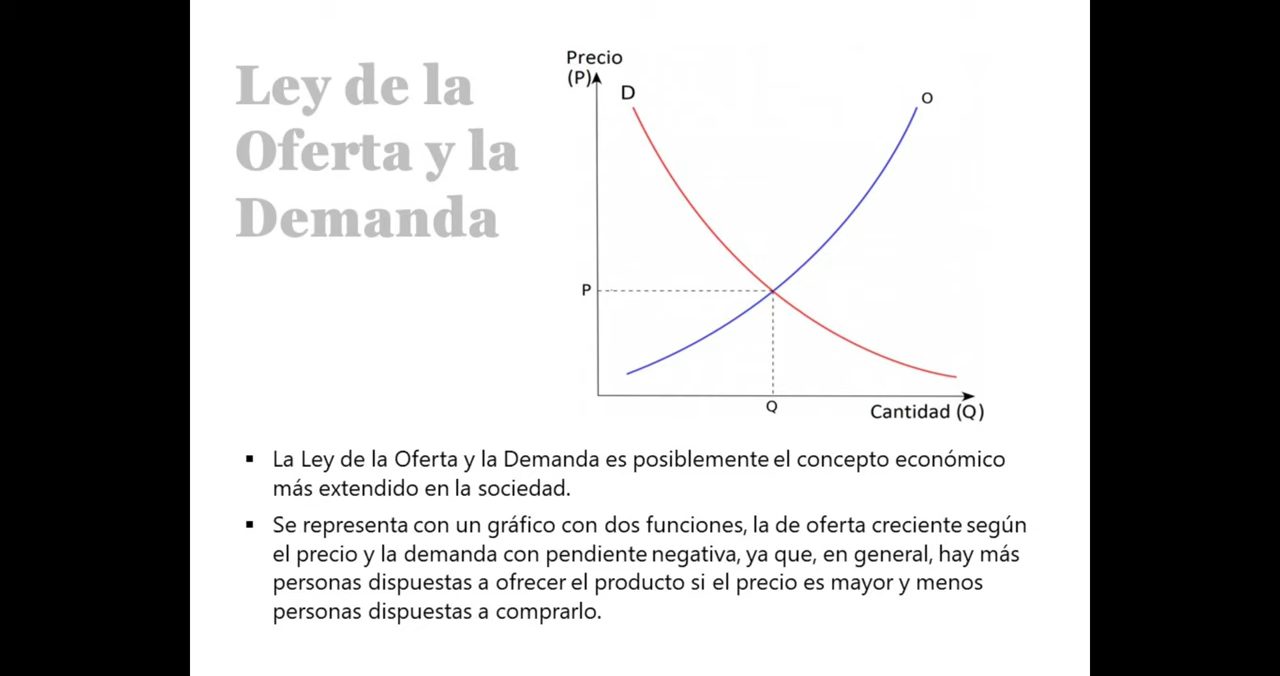 Ley de la
Oferta y la
Demanda
Precio
(P)
D
O
P
Q
Cantidad (Q)
▪ La Ley de la Oferta y la Demanda es posiblemente el concepto económico
más extendido en la sociedad.
▪ Se representa con un gráfico con dos funciones, la de oferta creciente según
el precio y la demanda con pendiente negativa, ya que, en general, hay más
personas dispuestas a ofrecer el producto si el precio es mayor y menos
personas dispuestas a comprarlo.